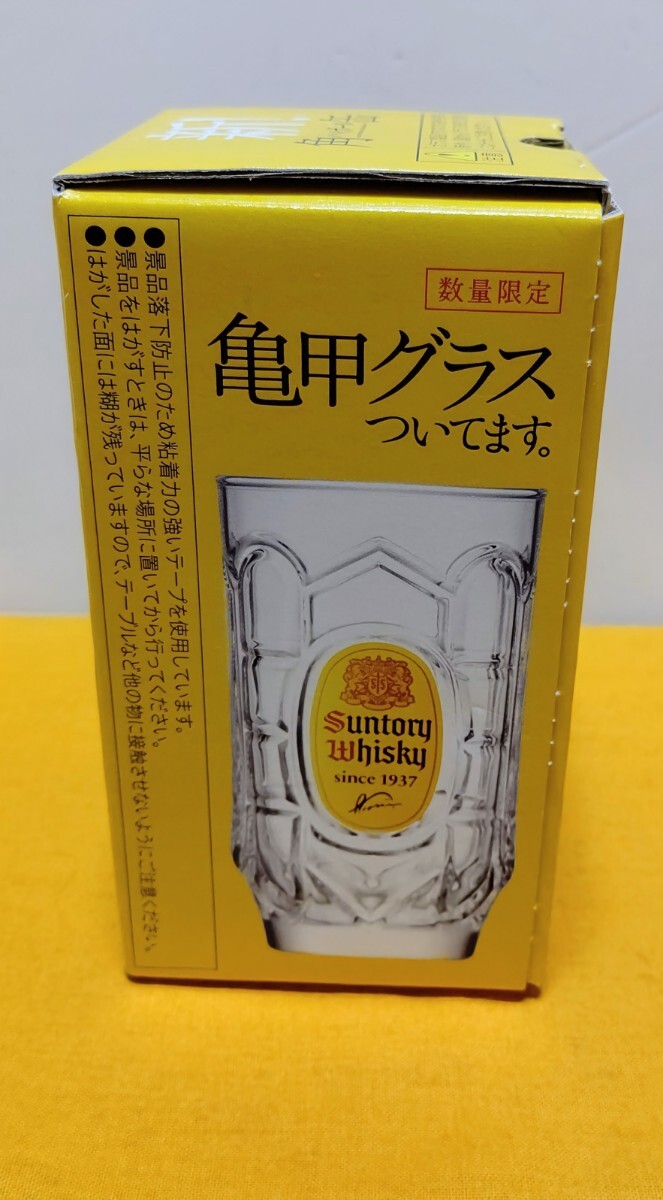 数量限定
亀甲グラス
ついてます。
Suntory
Whisky
since 1937
●景品落下防止のため粘着力の強いテープを使用しています。
●景品をはがすときは、平らな場所に置いてから行ってください。
●はがした面には糊が残っていますので、テーブルなど他の物に接触させないようにご注意ください。